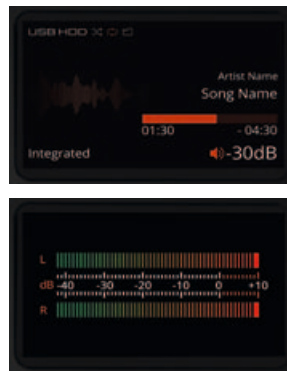 USB HDD
Artist Name
Song Name
01:30 - 04:30
Integrated -30dB
L
dB -40 -30 -20 -10 0 +10
R